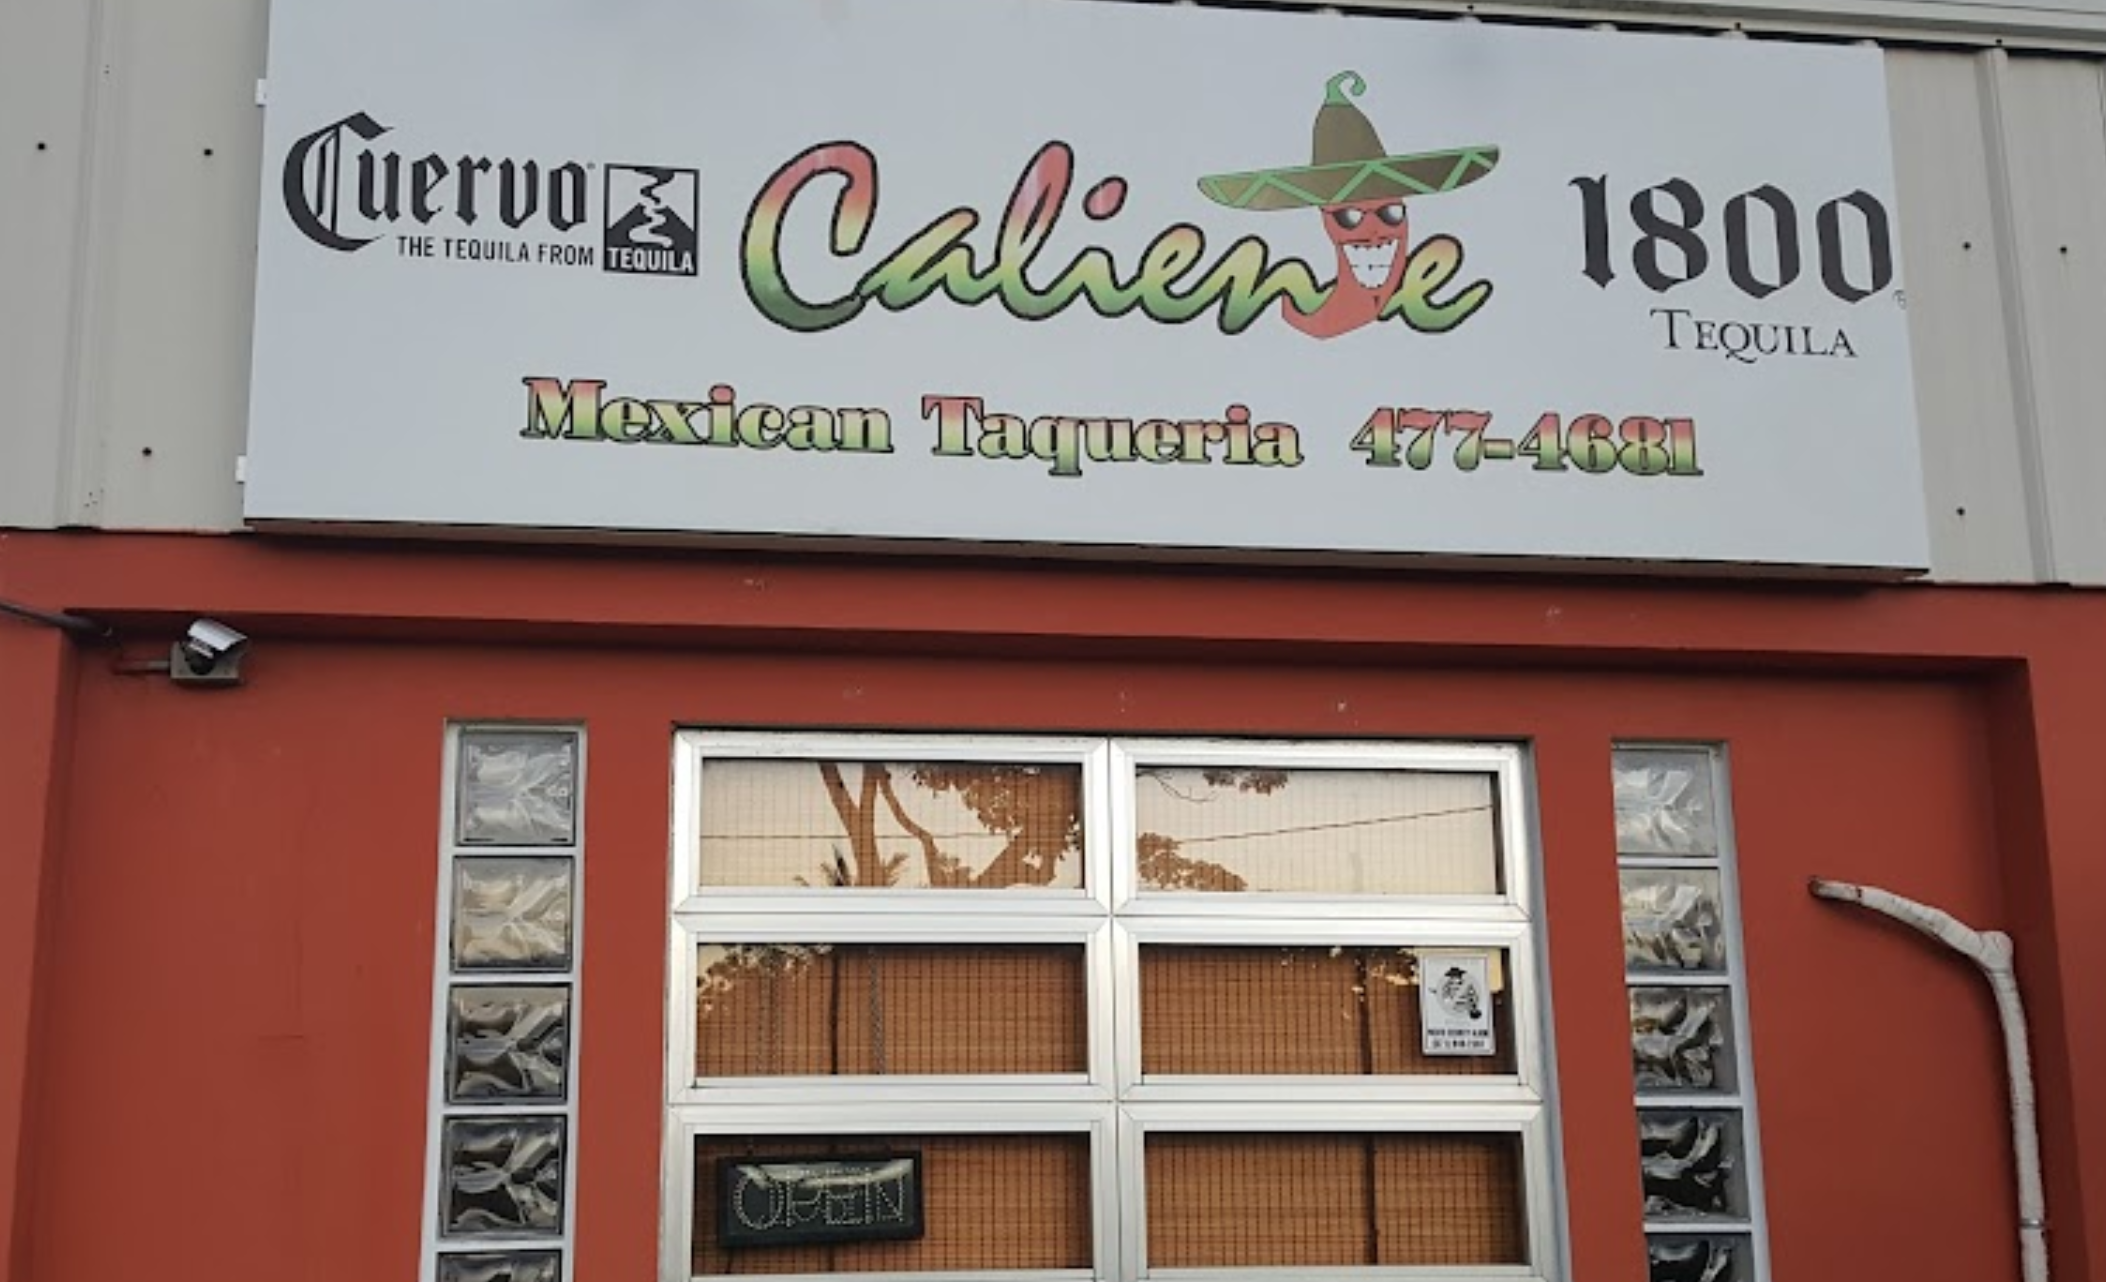 Cuervo
THE TEQUILA FROM
TEQUILA
Caliente
1800
TEQUILA
Mexican Taqueria 477-4681
OPEN